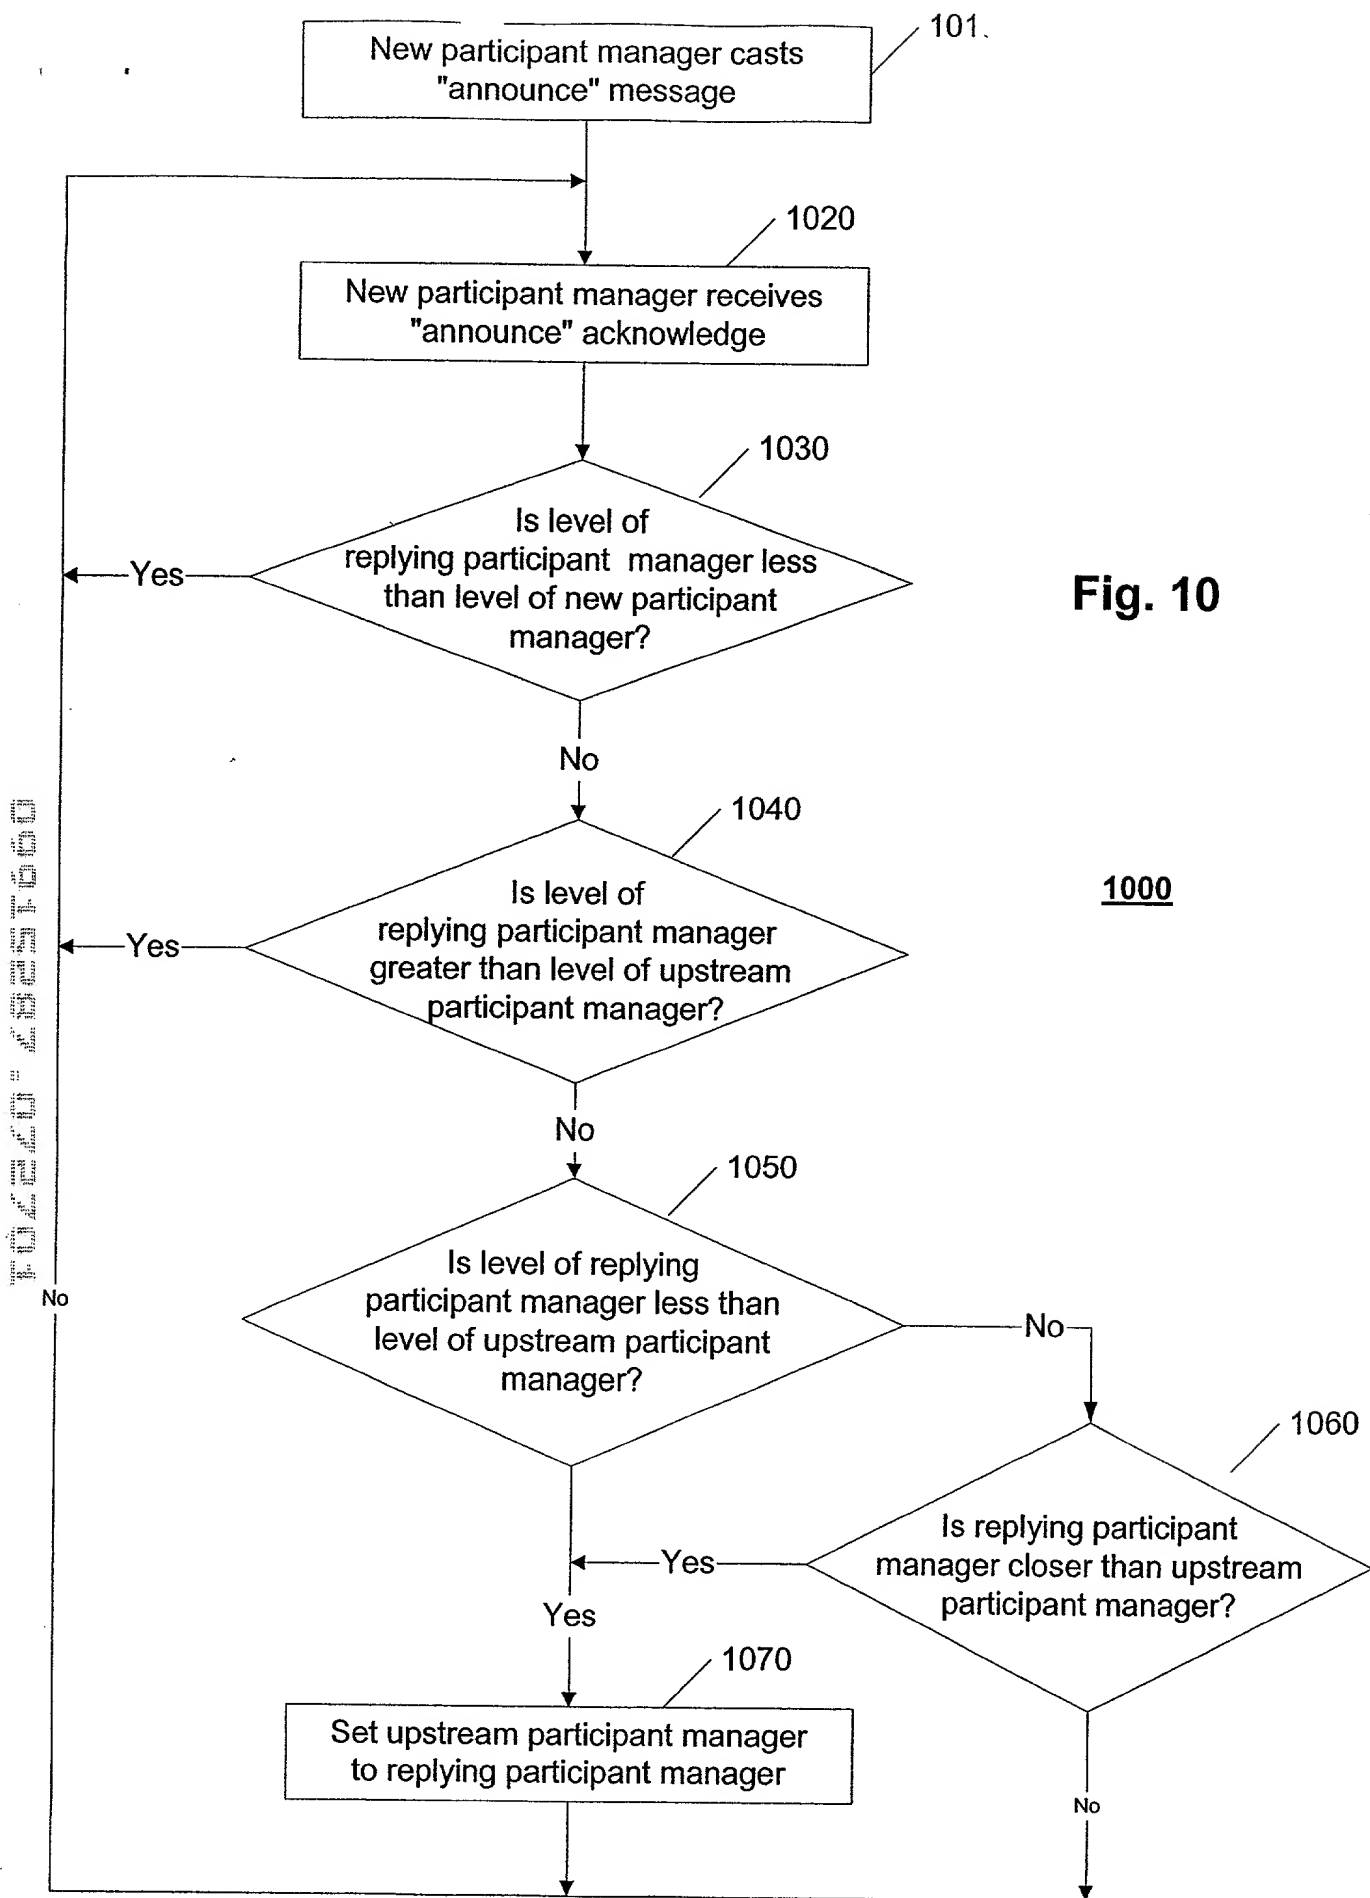 New participant manager casts
"announce" message
101.
1020
New participant manager receives
"announce" acknowledge
1030
Is level of
replying participant manager less
than level of new participant
manager?
Yes
Fig. 10
No
1040
Is level of
replying participant manager
greater than level of upstream
participant manager?
Yes
1000
No
1050
Is level of replying
participant manager less than
level of upstream participant
manager?
No
No
1060
Is replying participant
manager closer than upstream
participant manager?
Yes
Yes
1070
Set upstream participant manager
to replying participant manager
No